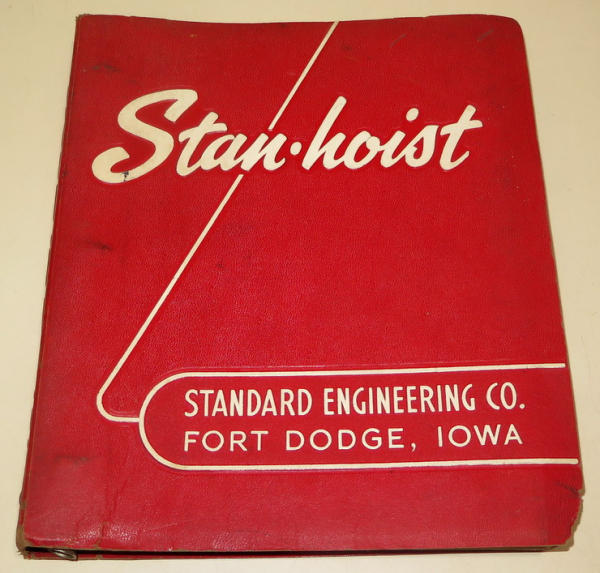 Stan·hoist
STANDARD ENGINEERING CO.
FORT DODGE, IOWA